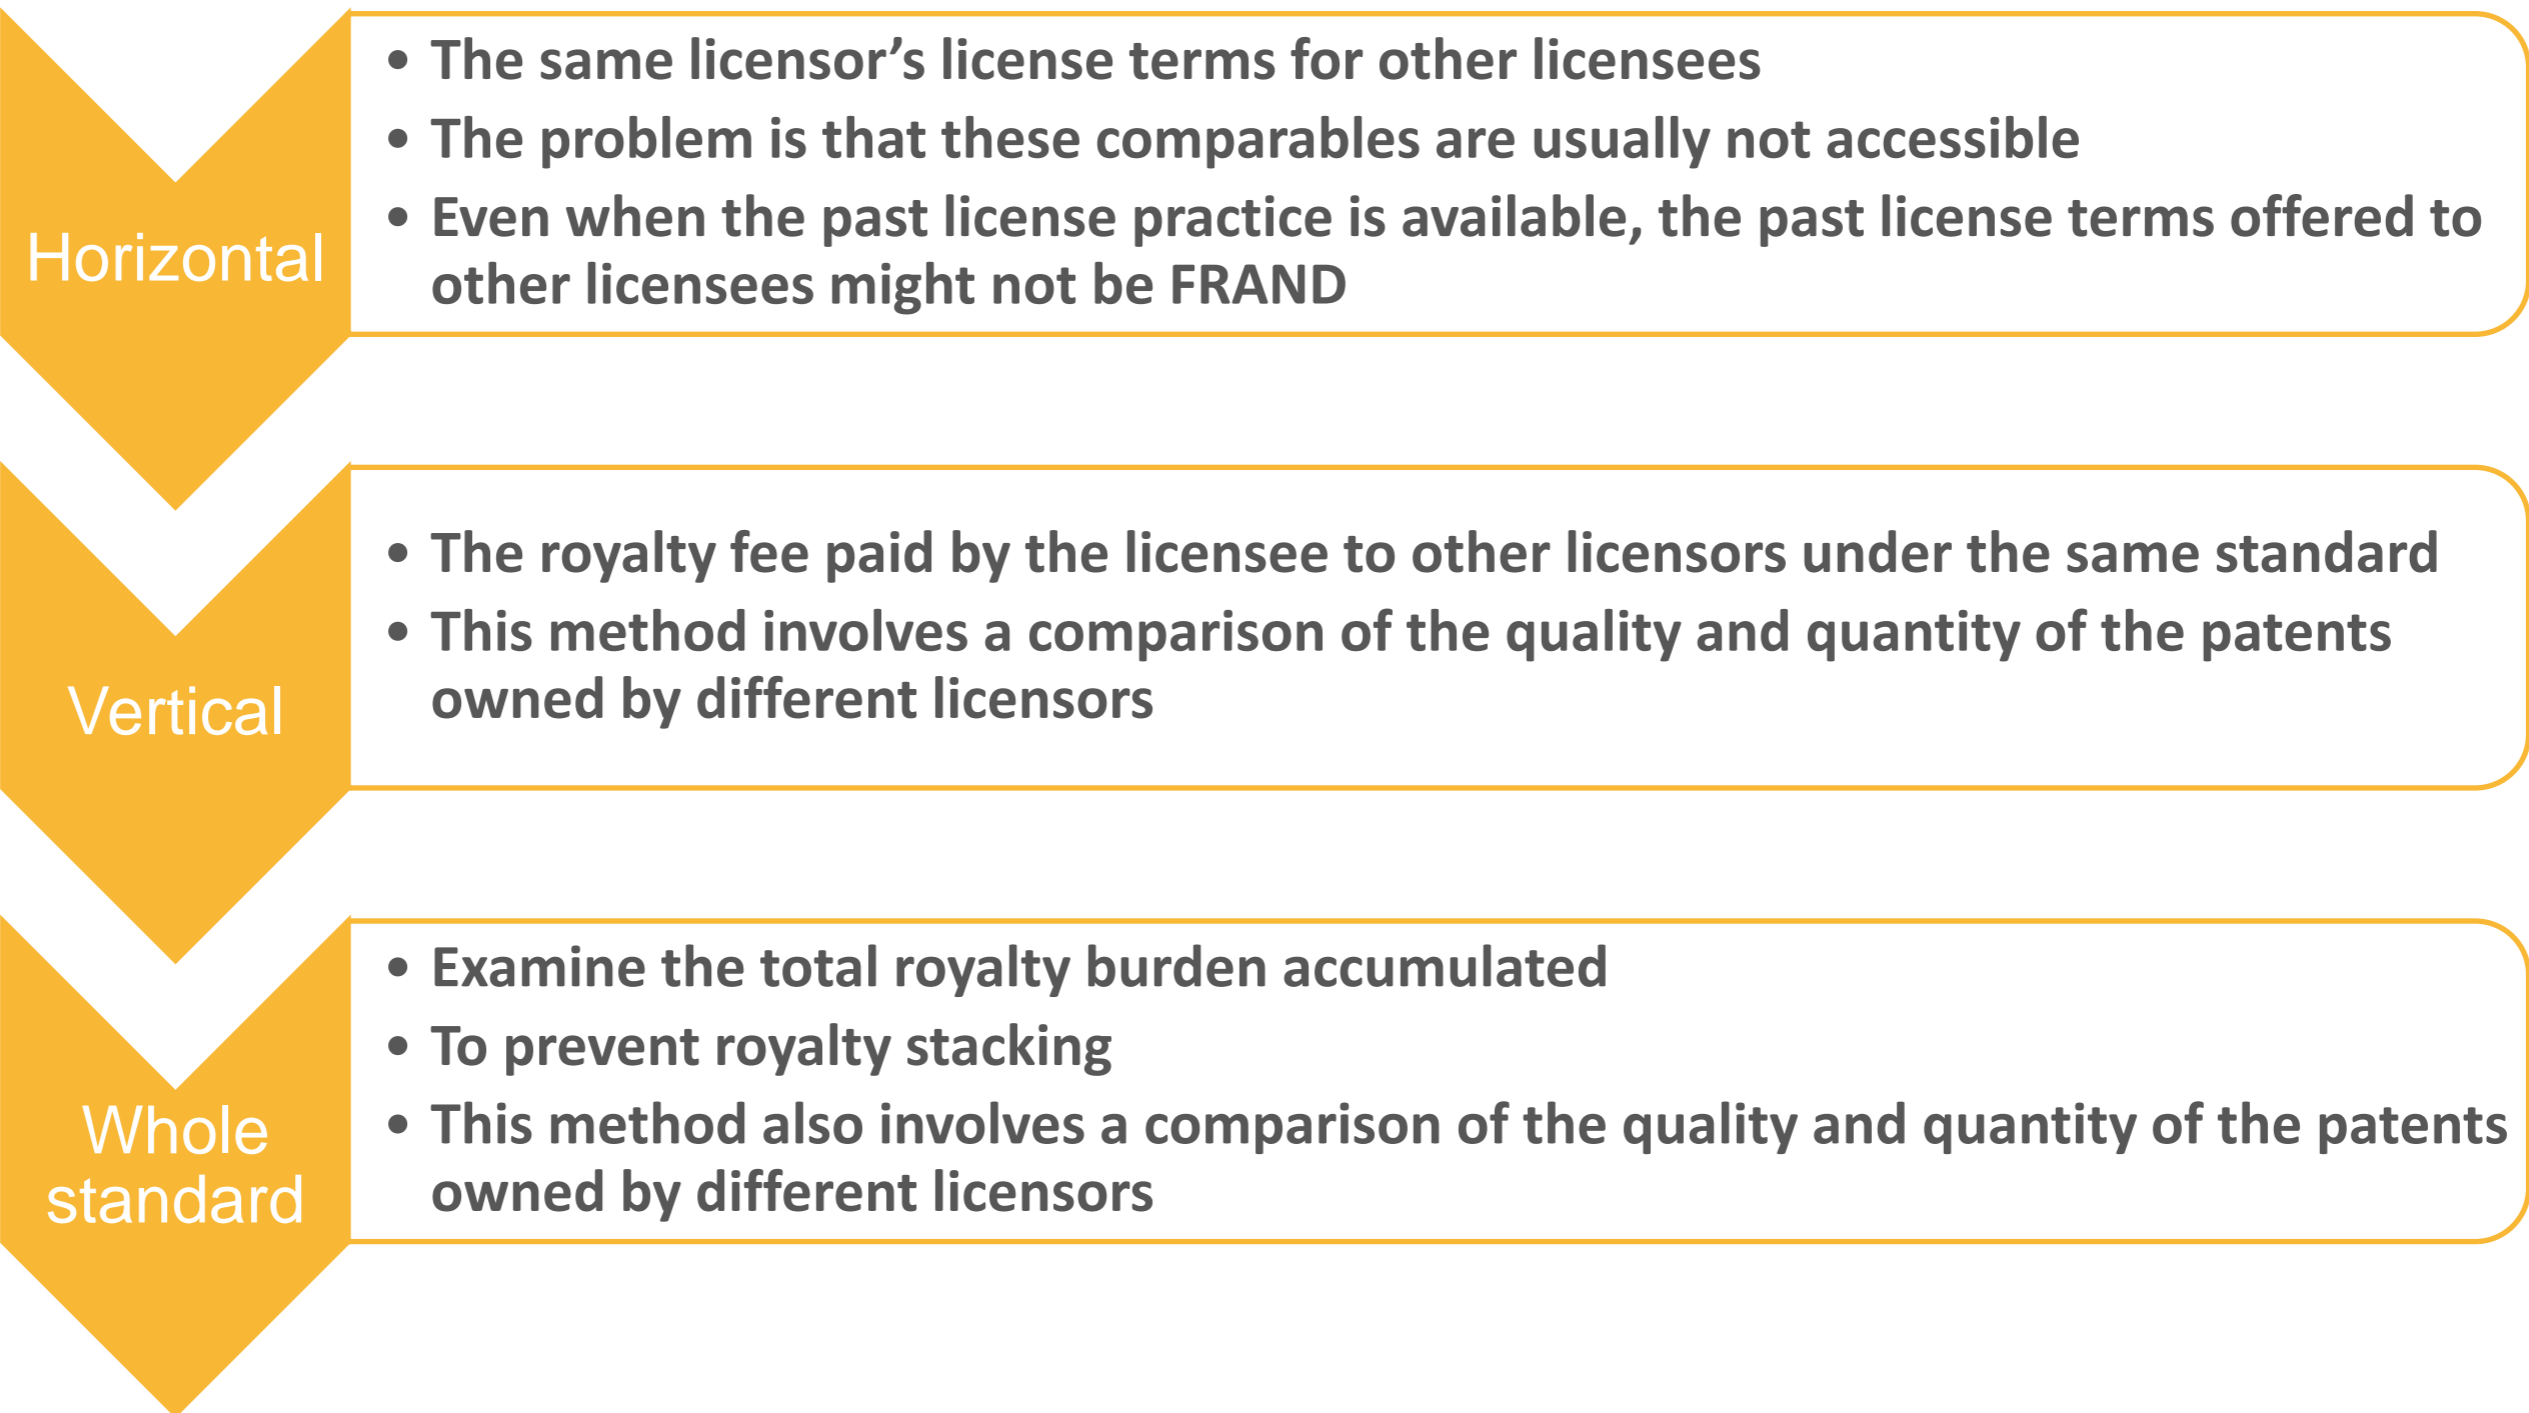 Horizontal
• The same licensor’s license terms for other licensees
• The problem is that these comparables are usually not accessible
• Even when the past license practice is available, the past license terms offered to
other licensees might not be FRAND
Vertical
• The royalty fee paid by the licensee to other licensors under the same standard
• This method involves a comparison of the quality and quantity of the patents
owned by different licensors
Whole
standard
• Examine the total royalty burden accumulated
• To prevent royalty stacking
• This method also involves a comparison of the quality and quantity of the patents
owned by different licensors